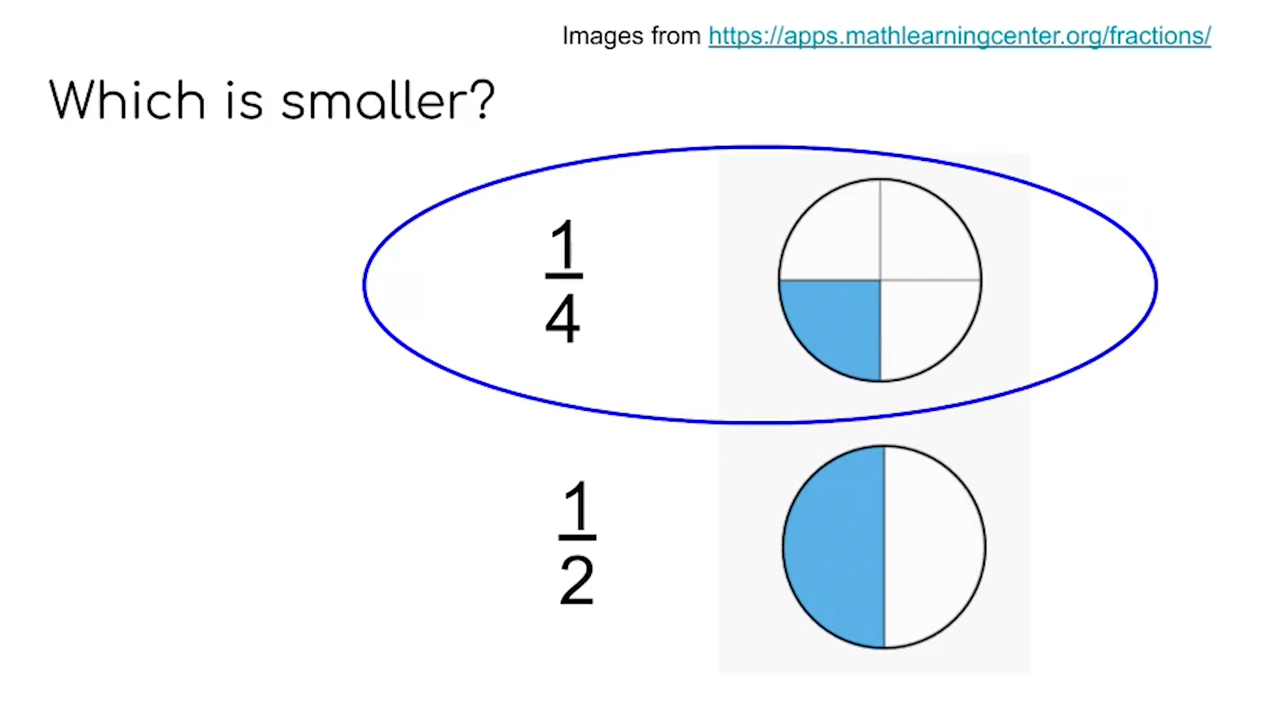 Images from https://apps.mathlearningcenter.org/fractions/
Which is smaller?
1
4
1
2